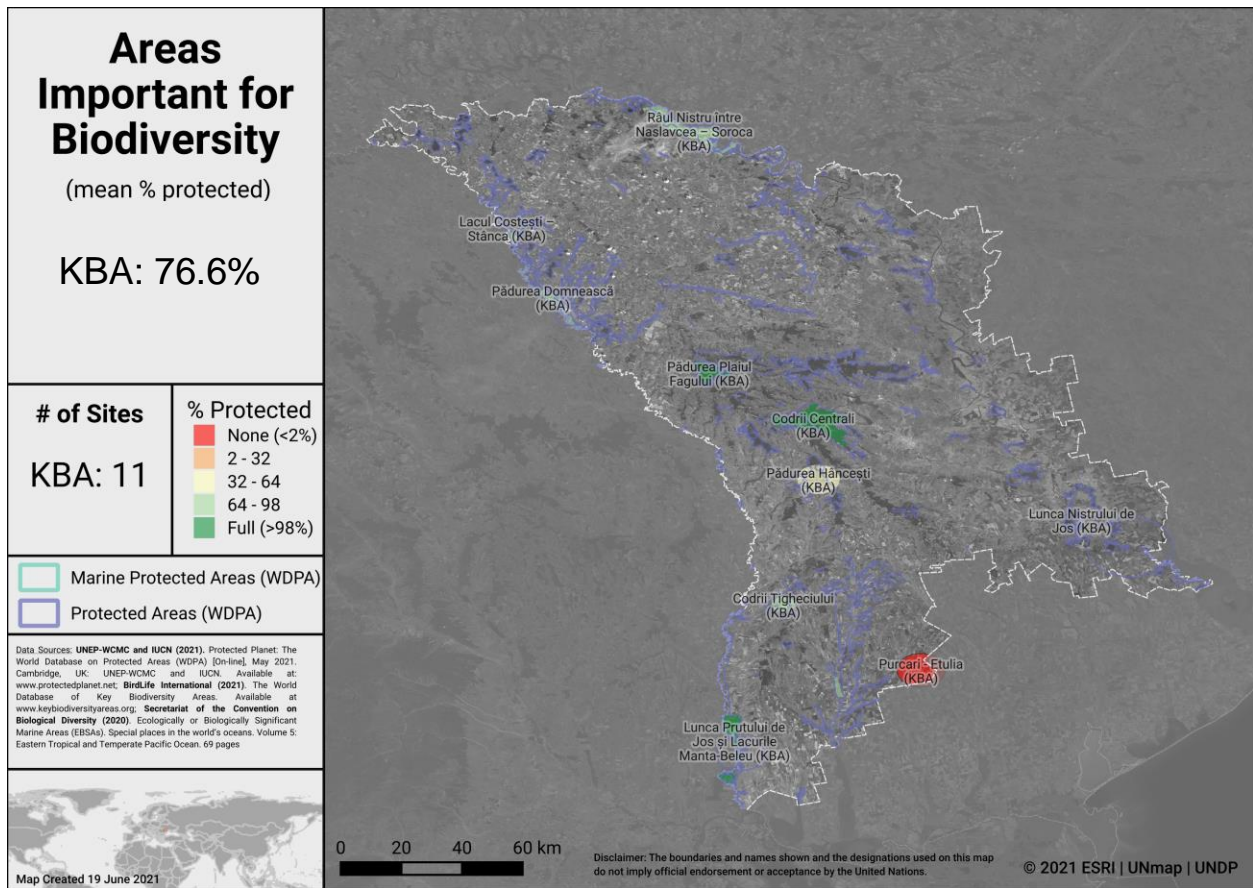 Areas
Important for
Biodiversity
(mean % protected)
KBA: 76.6%
# of Sites
KBA: 11
% Protected
None (<2%)
2 - 32
32 - 64
64 - 98
Full (>98%)
Marine Protected Areas (WDPA)
Protected Areas (WDPA)
Data Sources: UNEP-WCMC and IUCN (2021). Protected Planet: The
World Database on Protected Areas (WDPA) [On-line], May 2021.
Cambridge, UK: UNEP-WCMC and IUCN. Available at:
www.protectedplanet.net; BirdLife International (2021). The World
Database of Key Biodiversity Areas. Available at
www.keybiodiversityareas.org; Secretariat of the Convention on
Biological Diversity (2020). Ecologically or Biologically Significant
Marine Areas (EBSAs). Special places in the world's oceans. Volume 5:
Eastern Tropical and Temperate Pacific Ocean. 69 pages
Map Created 19 June 2021
Râul Nistru între
Naslavcea – Soroca
(KBA)
Lacul Costești –
Stânca (KBA)
Pădurea Domnească
(KBA)
Pădurea Plaiul
Fagului (KBA)
Codrii Centrali
(KBA)
Pădurea Hâncești
(KBA)
Lunca Nistrului de
Jos (KBA)
Codrii Tigheciului
(KBA)
Purcari - Etulia
(KBA)
Lunca Prutului de
Jos și Lacurile
Manta-Beleu (KBA)
0 20 40 60 km
Disclaimer: The boundaries and names shown and the designations used on this map
do not imply official endorsement or acceptance by the United Nations.
© 2021 ESRI | UNmap | UNDP